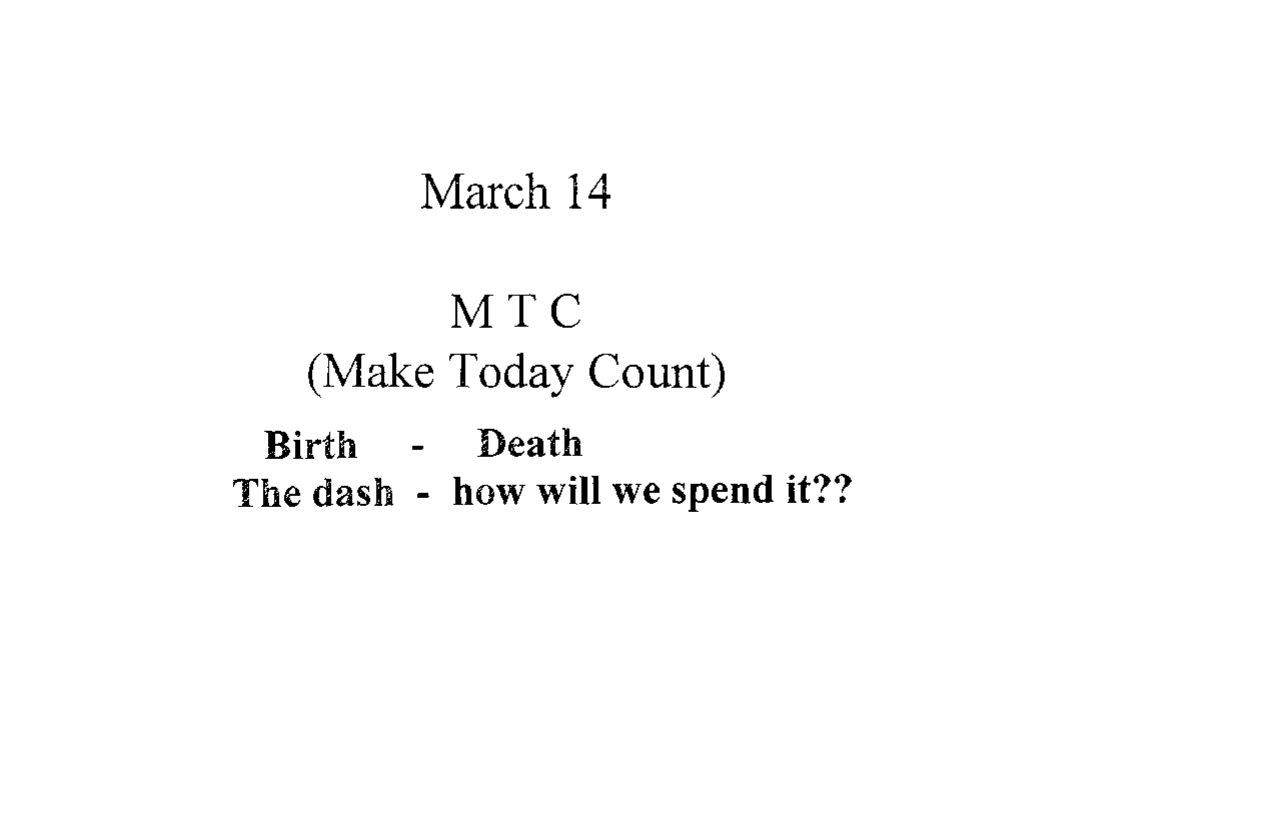 March 14
M T C
(Make Today Count)
Birth - Death
The dash - how will we spend it??